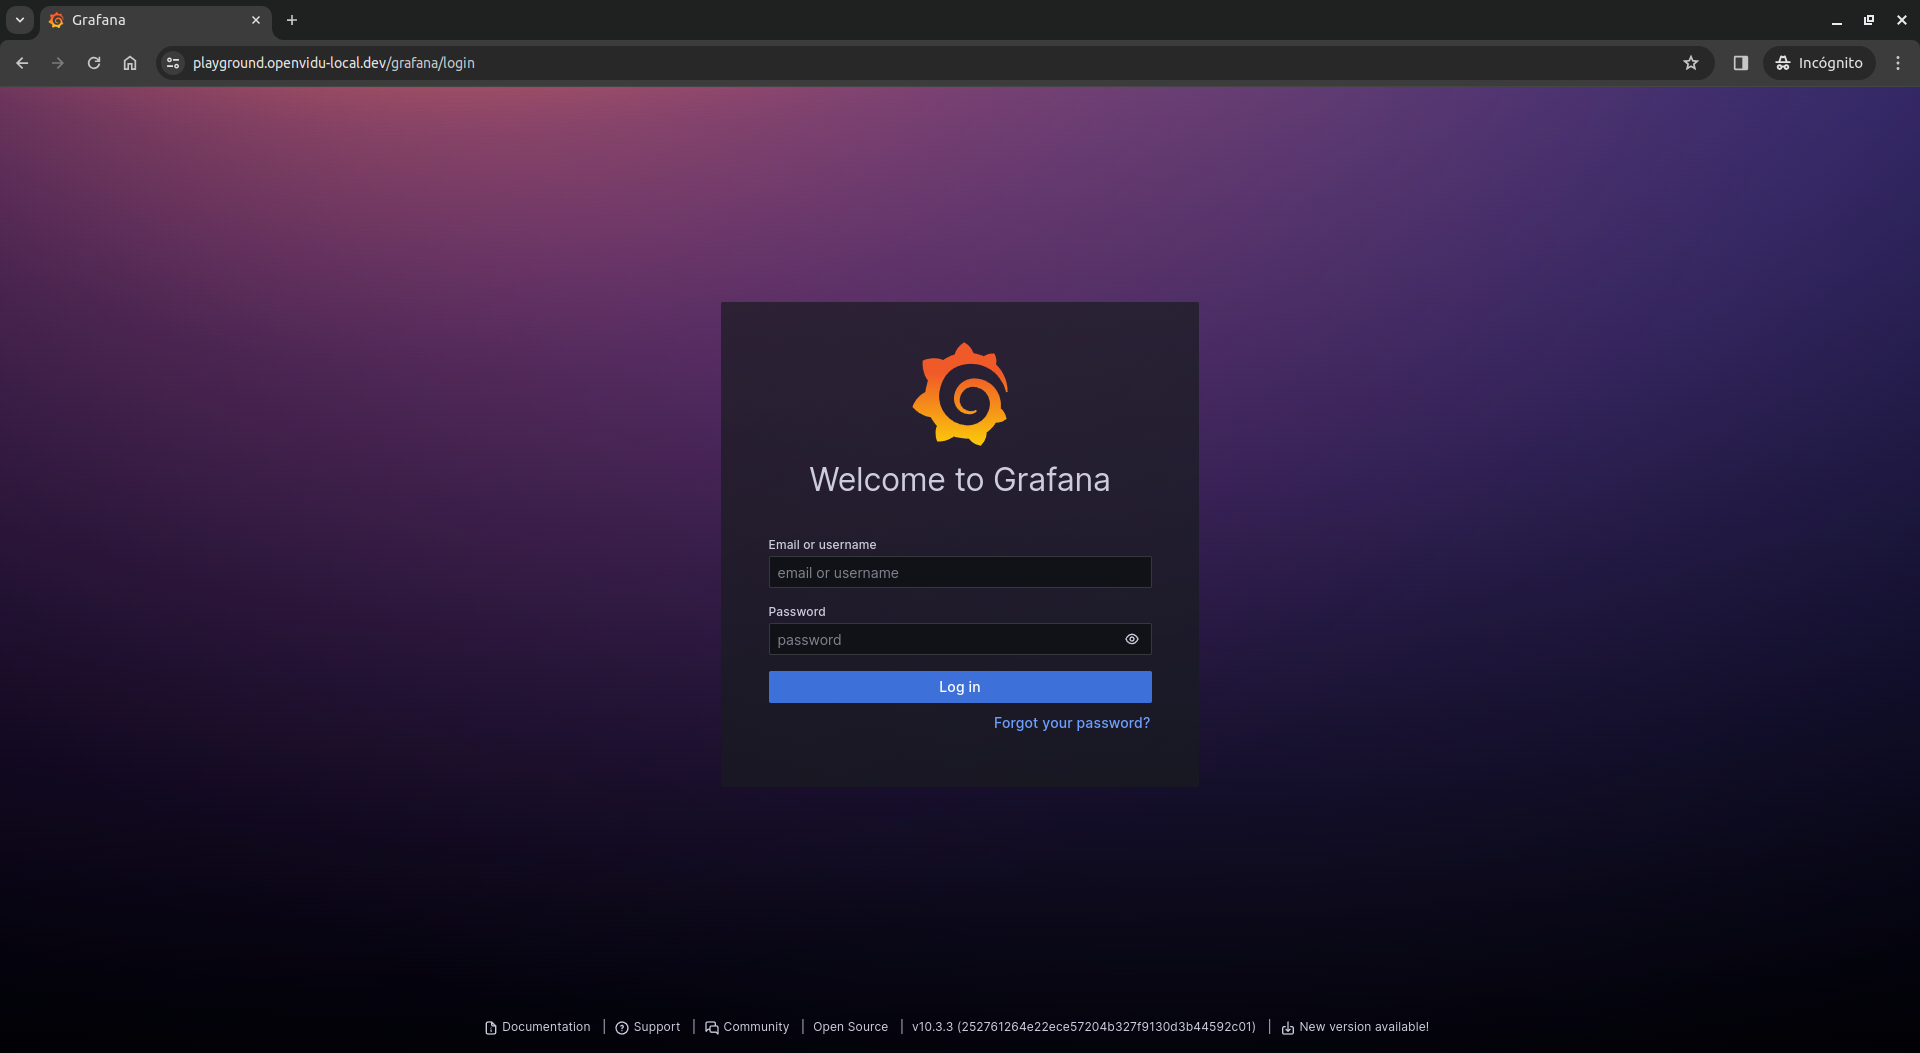 Grafana
playground.openvidu-local.dev/grafana/login
Incógnito
Welcome to Grafana
Email or username
email or username
Password
password
Log in
Forgot your password?
Documentation | Support | Community | Open Source | v10.3.3 (252761264e22ece57204b327f9130d3b44592c01) | New version available!